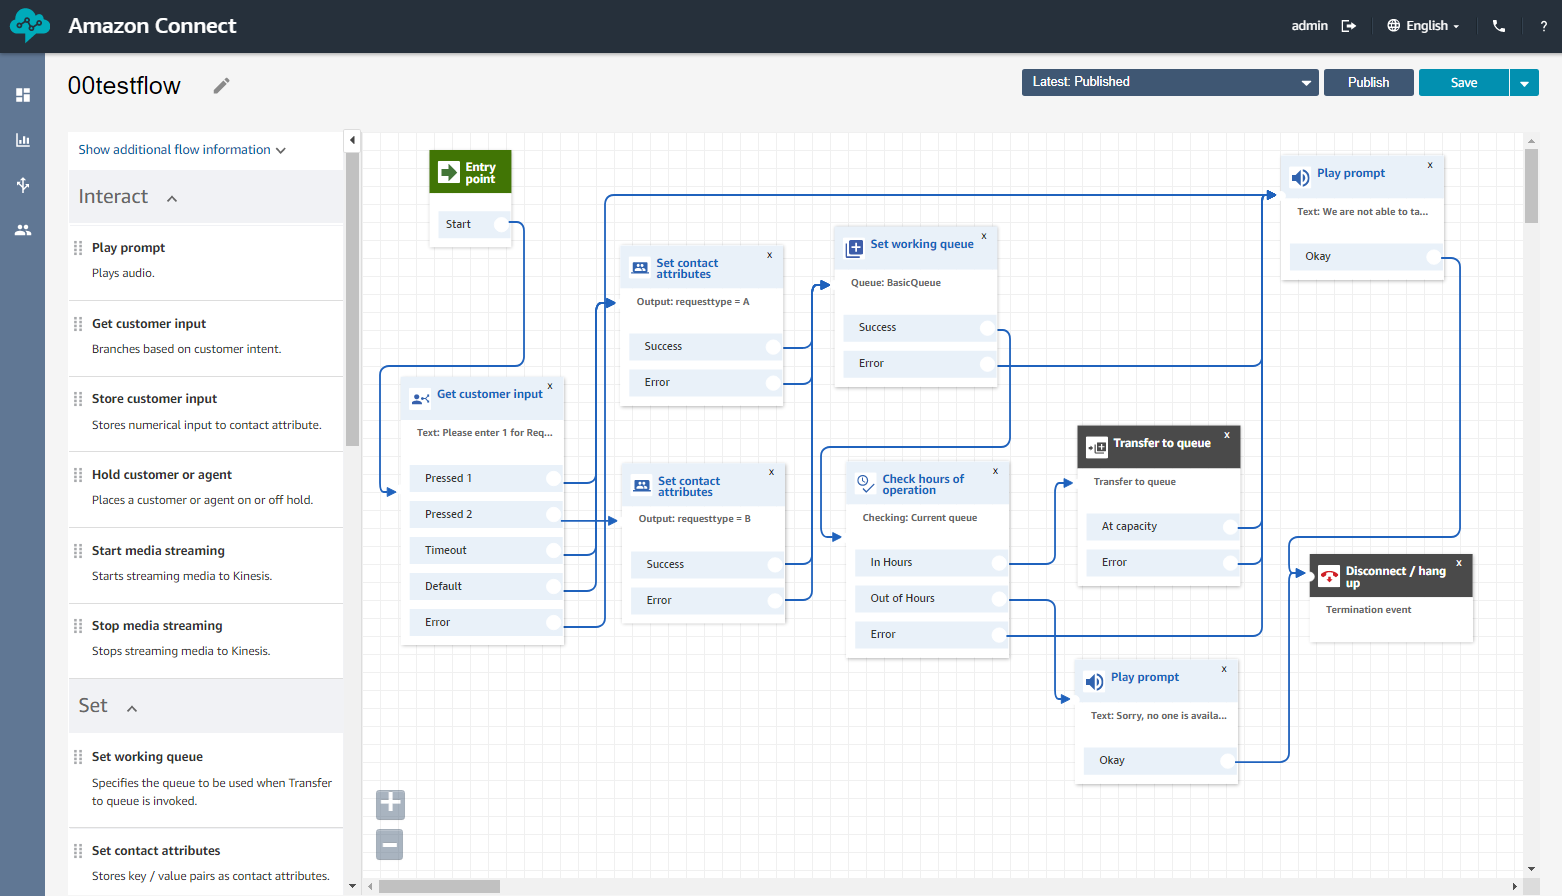 Amazon Connect
admin
English
?
00testflow
Latest: Published
Publish
Save
Show additional flow information
Interact
Play prompt
Plays audio.
Get customer input
Branches based on customer intent.
Store customer input
Stores numerical input to contact attribute.
Hold customer or agent
Places a customer or agent on or off hold.
Start media streaming
Starts streaming media to Kinesis.
Stop media streaming
Stops streaming media to Kinesis.
Set
Set working queue
Specifies the queue to be used when Transfer
to queue is invoked.
Set contact attributes
Stores key / value pairs as contact attributes.
Entry
point
Start
Get customer input
x
Text: Please enter 1 for Req...
Pressed 1
Pressed 2
Timeout
Default
Error
Set contact
attributes
x
Output: requesttype = A
Success
Error
Set contact
attributes
x
Output: requesttype = B
Success
Error
Set working queue
x
Queue: BasicQueue
Success
Error
Check hours of
operation
x
Checking: Current queue
In Hours
Out of Hours
Error
Transfer to queue
x
Transfer to queue
At capacity
Error
Play prompt
x
Text: Sorry, no one is availa...
Okay
Play prompt
x
Text: We are not able to ta...
Okay
Disconnect / hang
up
x
Termination event